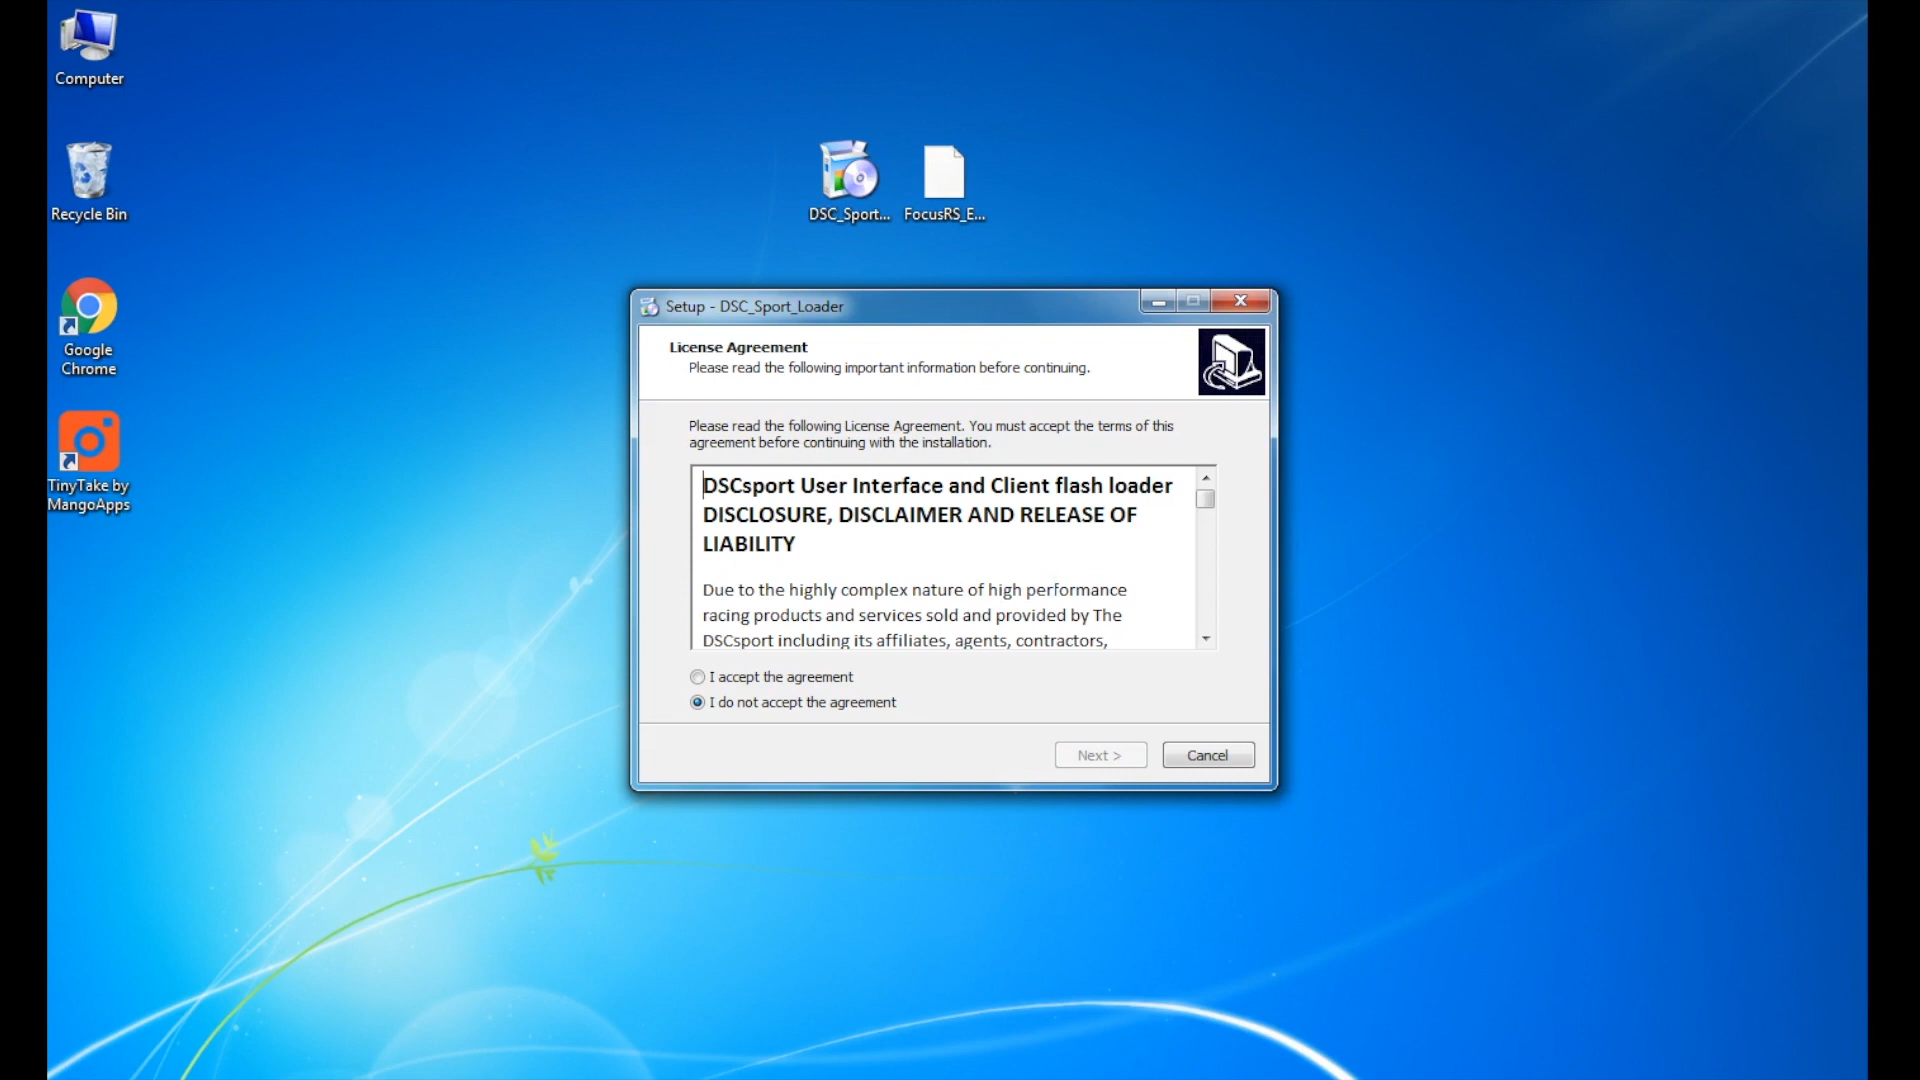 Computer
Recycle Bin
Google
Chrome
TinyTake by
MangoApps
DSC_Sport...
FocusRS_E...
Setup - DSC_Sport_Loader
License Agreement
Please read the following important information before continuing.
Please read the following License Agreement. You must accept the terms of this
agreement before continuing with the installation.
DSCsport User Interface and Client flash loader
DISCLOSURE, DISCLAIMER AND RELEASE OF
LIABILITY
Due to the highly complex nature of high performance
racing products and services sold and provided by The
DSCsport including its affiliates, agents, contractors,
I accept the agreement
I do not accept the agreement
Next >
Cancel